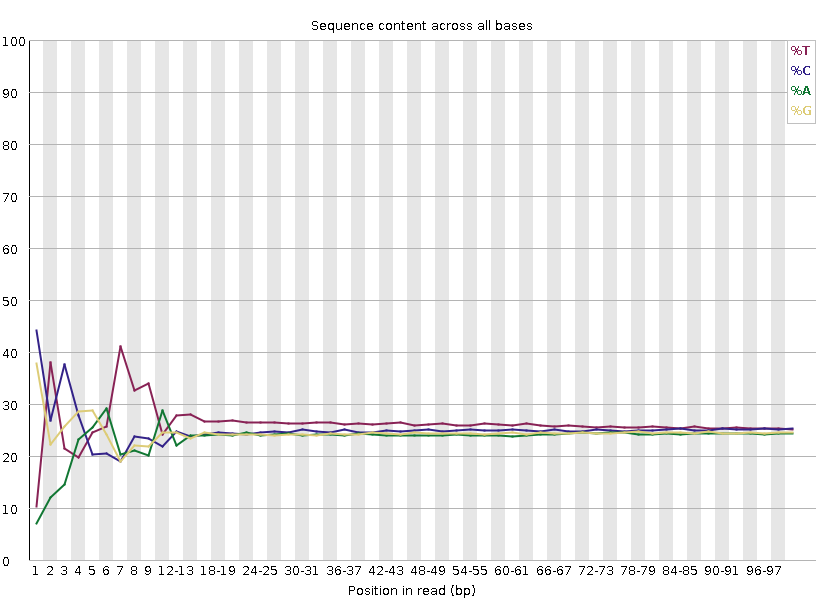 Sequence content across all bases
100
90
80
70
60
50
40
30
20
10
0
%T
%C
%A
%G
1 2 3 4 5 6 7 8 9 12-13 18-19 24-25 30-31 36-37 42-43 48-49 54-55 60-61 66-67 72-73 78-79 84-85 90-91 96-97
Position in read (bp)